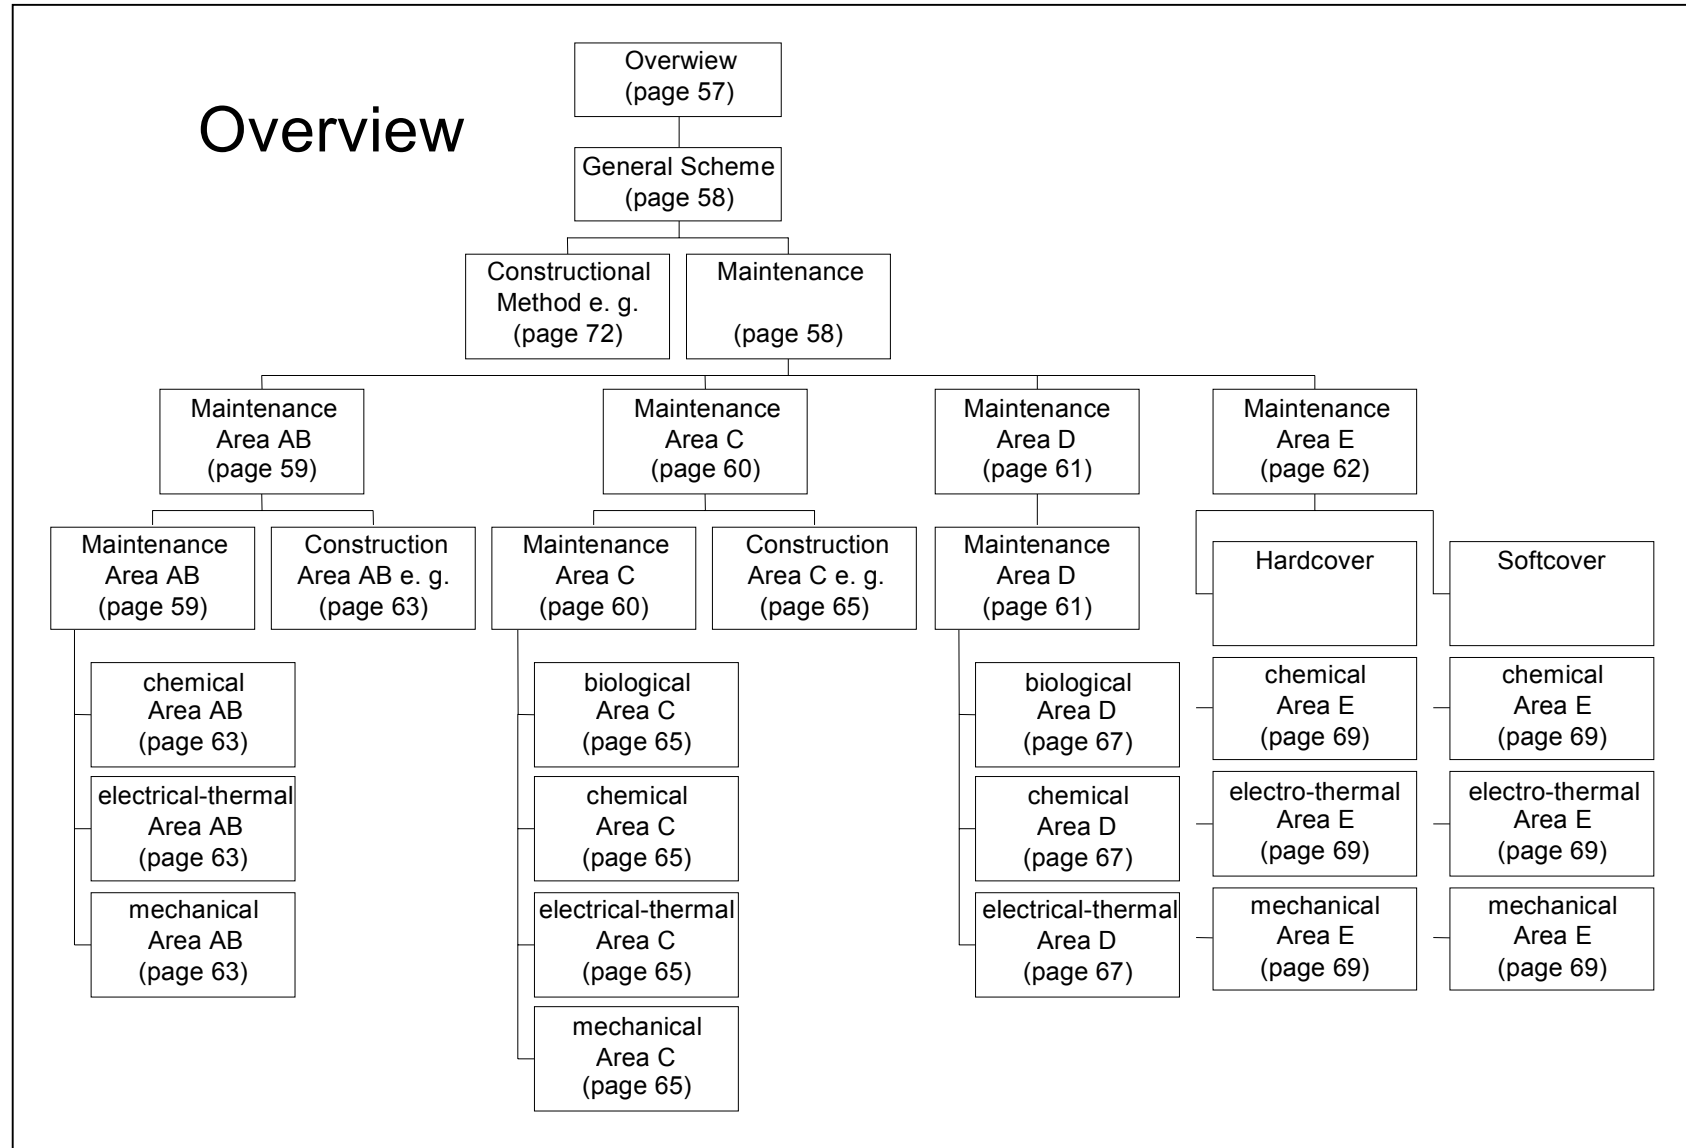 Overview
Overwiew
(page 57)
General Scheme
(page 58)
Constructional
Method e. g.
(page 72)
Maintenance
(page 58)
Maintenance
Area AB
(page 59)
Maintenance
Area C
(page 60)
Maintenance
Area D
(page 61)
Maintenance
Area E
(page 62)
Maintenance
Area AB
(page 59)
Construction
Area AB e. g.
(page 63)
Maintenance
Area C
(page 60)
Construction
Area C e. g.
(page 65)
Maintenance
Area D
(page 61)
Hardcover
Softcover
chemical
Area AB
(page 63)
electrical-thermal
Area AB
(page 63)
mechanical
Area AB
(page 63)
biological
Area C
(page 65)
chemical
Area C
(page 65)
electrical-thermal
Area C
(page 65)
mechanical
Area C
(page 65)
biological
Area D
(page 67)
chemical
Area D
(page 67)
electrical-thermal
Area D
(page 67)
chemical
Area E
(page 69)
electro-thermal
Area E
(page 69)
mechanical
Area E
(page 69)
chemical
Area E
(page 69)
electro-thermal
Area E
(page 69)
mechanical
Area E
(page 69)